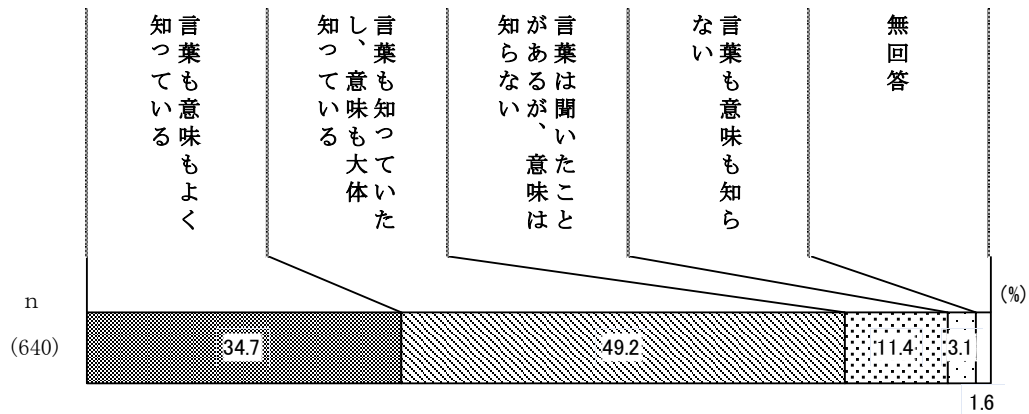 言葉も意味もよく
知っている
言葉も知っていた
し、意味も大体
知っている
言葉は聞いたこと
があるが、意味は
知らない
言葉も意味も知ら
ない
無回答
n
(%)
(640)
34.7
49.2
11.4
3.1
1.6